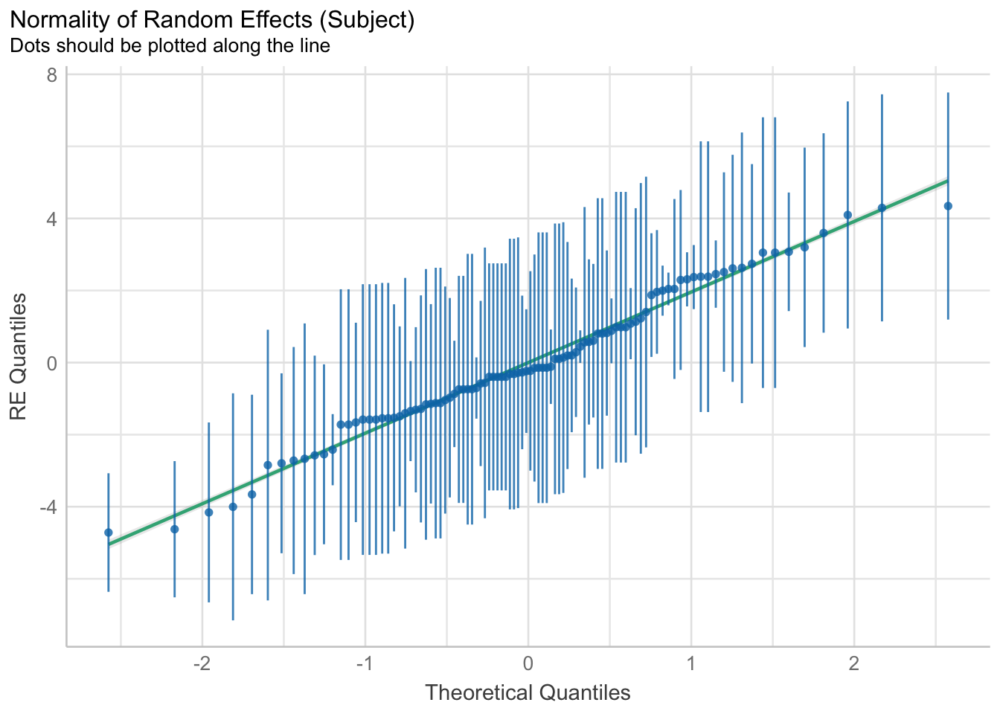 Normality of Random Effects (Subject)
Dots should be plotted along the line
8
4
0
-4
RE Quantiles
-2
-1
0
1
2
Theoretical Quantiles